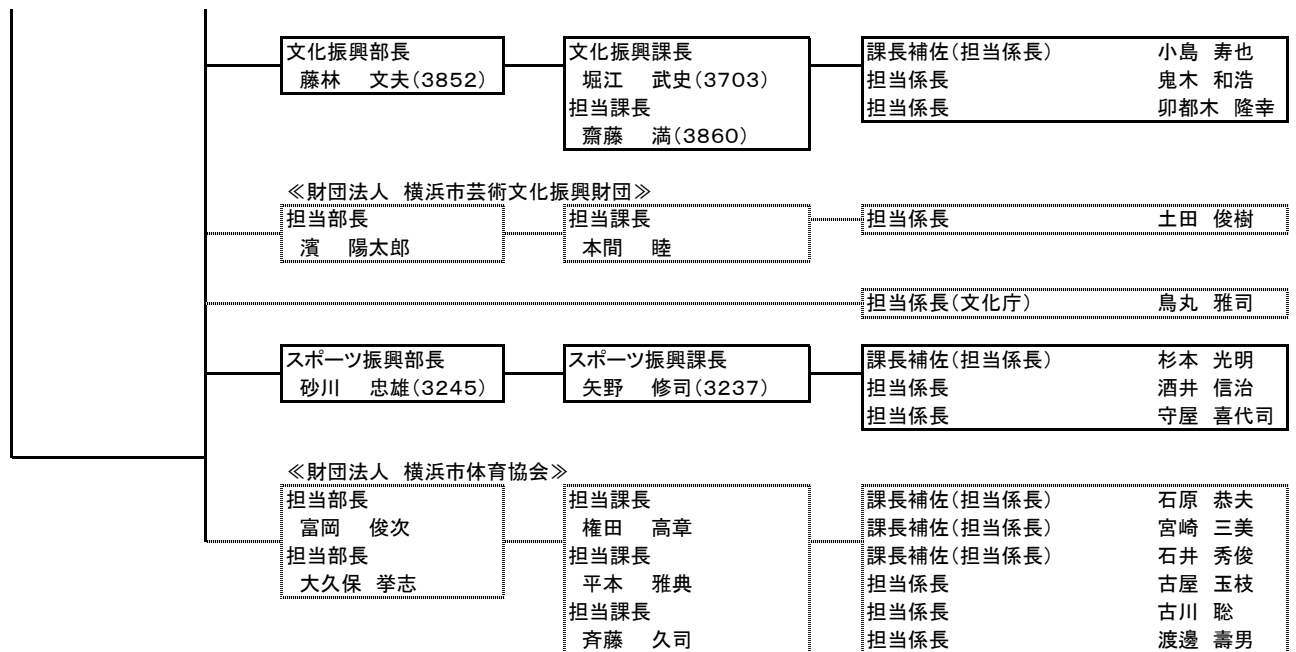 文化振興部長
藤林　文夫(3852)
文化振興課長
堀江　武史(3703)
担当課長
齋藤　満(3860)
課長補佐(担当係長)　小島　寿也
担当係長　鬼木　和浩
担当係長　卯都木　隆幸
≪財団法人　横浜市芸術文化振興財団≫
担当部長
濱　陽太郎
担当課長
本間　睦
担当係長　土田　俊樹
担当係長(文化庁)　鳥丸　雅司
スポーツ振興部長
砂川　忠雄(3245)
スポーツ振興課長
矢野　修司(3237)
課長補佐(担当係長)　杉本　光明
担当係長　酒井　信治
担当係長　守屋　喜代司
≪財団法人　横浜市体育協会≫
担当部長
富岡　俊次
担当部長
大久保　挙志
担当課長
権田　高章
担当課長
平本　雅典
担当課長
斉藤　久司
課長補佐(担当係長)　石原　恭夫
課長補佐(担当係長)　宮崎　三美
課長補佐(担当係長)　石井　秀俊
担当係長　古屋　玉枝
担当係長　古川　聡
担当係長　渡邊　壽男